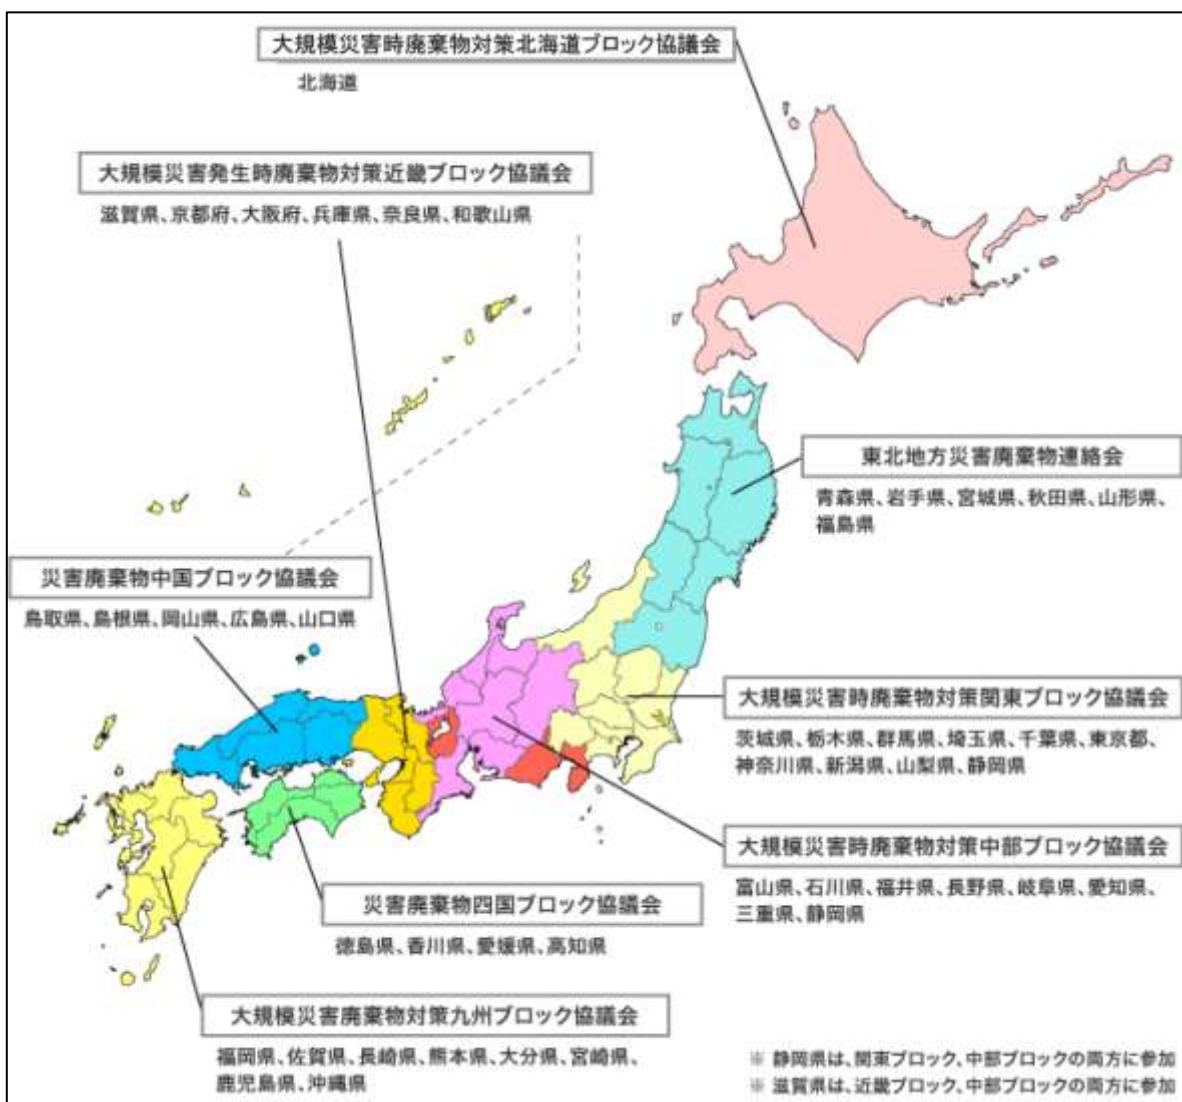 大規模災害時廃棄物対策北海道ブロック協議会
北海道
大規模災害発生時廃棄物対策近畿ブロック協議会
滋賀県、京都府、大阪府、兵庫県、奈良県、和歌山県
東北地方災害廃棄物連絡会
青森県、岩手県、宮城県、秋田県、山形県、
福島県
災害廃棄物中国ブロック協議会
鳥取県、島根県、岡山県、広島県、山口県
大規模災害時廃棄物対策関東ブロック協議会
茨城県、栃木県、群馬県、埼玉県、千葉県、東京都、
神奈川県、新潟県、山梨県、静岡県
大規模災害時廃棄物対策中部ブロック協議会
富山県、石川県、福井県、長野県、岐阜県、愛知県、
三重県、静岡県
災害廃棄物四国ブロック協議会
徳島県、香川県、愛媛県、高知県
大規模災害廃棄物対策九州ブロック協議会
福岡県、佐賀県、長崎県、熊本県、大分県、宮崎県、
鹿児島県、沖縄県
※ 静岡県は、関東ブロック、中部ブロックの両方に参加
※ 滋賀県は、近畿ブロック、中部ブロックの両方に参加